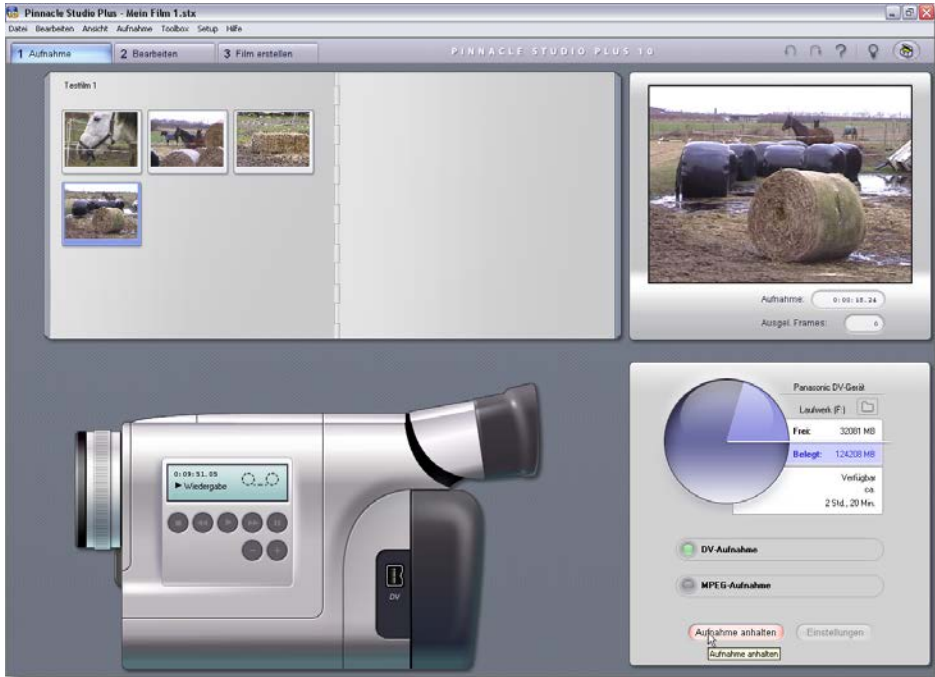 Pinnacle Studio Plus - Mein Film 1.stx
Datei Bearbeiten Ansicht Aufnahme Toolbox Setup Hilfe
1 Aufnahme 2 Bearbeiten 3 Film erstellen PINNACLE STUDIO PLUS 10
Testfilm 1
Aufnahme: 0:00:18.24
Ausgel. Frames: 0
Panasonic DV-Gerät
Laufwerk (F:)
Frei: 32081 MB
Belegt: 124208 MB
Verfügbar
ca.
2 Std., 20 Min.
0:09:51.05
Wiedergabe
DV
DV-Aufnahme
MPEG-Aufnahme
Aufnahme anhalten Einstellungen
Aufnahme anhalten